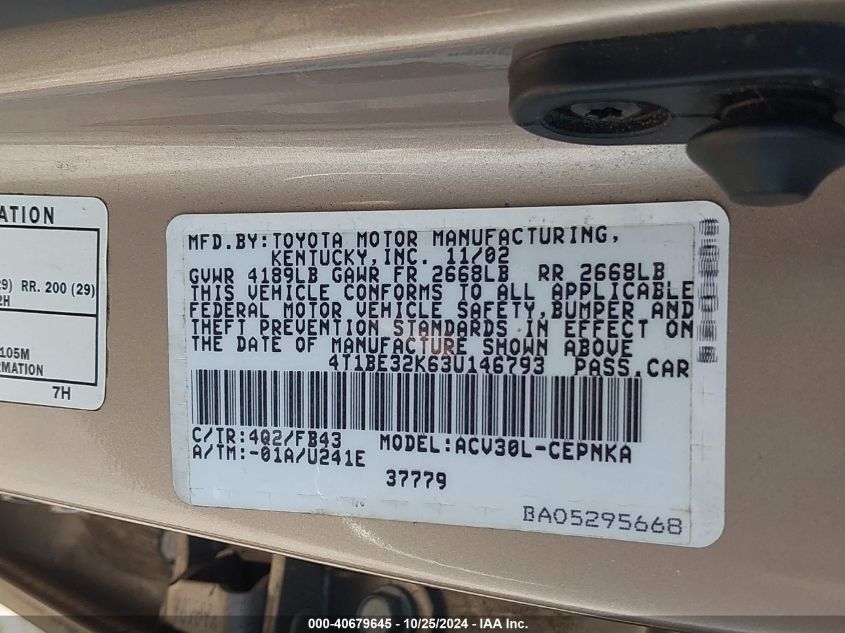 ATION
29) RR. 200 (29)
2H
105M
RMATION
7H
MFD.BY:TOYOTA MOTOR MANUFACTURING,
KENTUCKY,INC. 11/02
GVWR 4189LB GAWR FR 2668LB RR 2668LB
THIS VEHICLE CONFORMS TO ALL APPLICABLE
FEDERAL MOTOR VEHICLE SAFETY,BUMPER AND
THEFT PREVENTION STANDARDS IN EFFECT ON
THE DATE OF MANUFACTURE SHOWN ABOVE
4T1BE32K63U146793 PASS.CAR
C/TR:4Q2/FB43 MODEL:ACV30L-CEPNKA
A/TM:-01A/U241E
37779
BA05295668
000-40679645 - 10/25/2024 - IAA Inc.